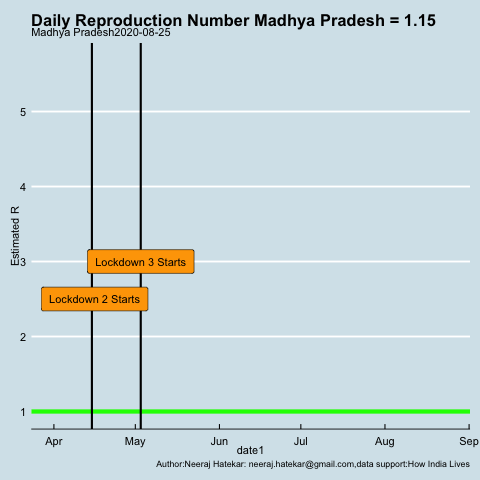 Daily Reproduction Number Madhya Pradesh = 1.15
Madhya Pradesh2020-08-25
Estimated R
5
4
3
2
1
Lockdown 3 Starts
Lockdown 2 Starts
Apr May Jun Jul Aug Sep
date1
Author:Neeraj Hatekar: neeraj.hatekar@gmail.com,data support:How India Lives